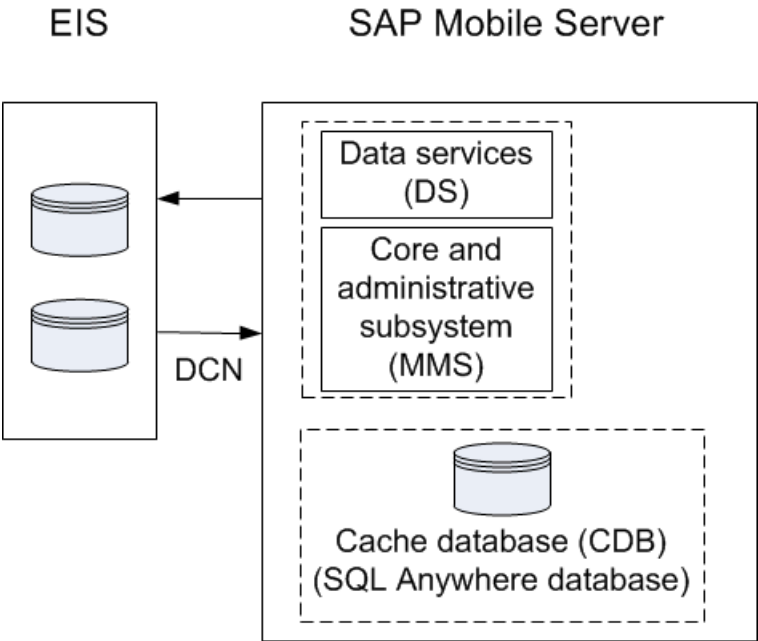 EIS
SAP Mobile Server
Data services
(DS)
Core and
administrative
subsystem
(MMS)
DCN
Cache database (CDB)
(SQL Anywhere database)